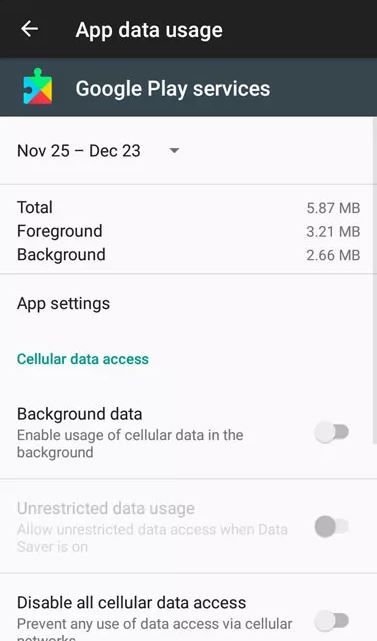 App data usage
Google Play services
Nov 25 – Dec 23
Total 5.87 MB
Foreground 3.21 MB
Background 2.66 MB
App settings
Cellular data access
Background data
Enable usage of cellular data in the
background
Unrestricted data usage
Allow unrestricted data access when Data
Saver is on
Disable all cellular data access
Prevent any use of data access via cellular
networks